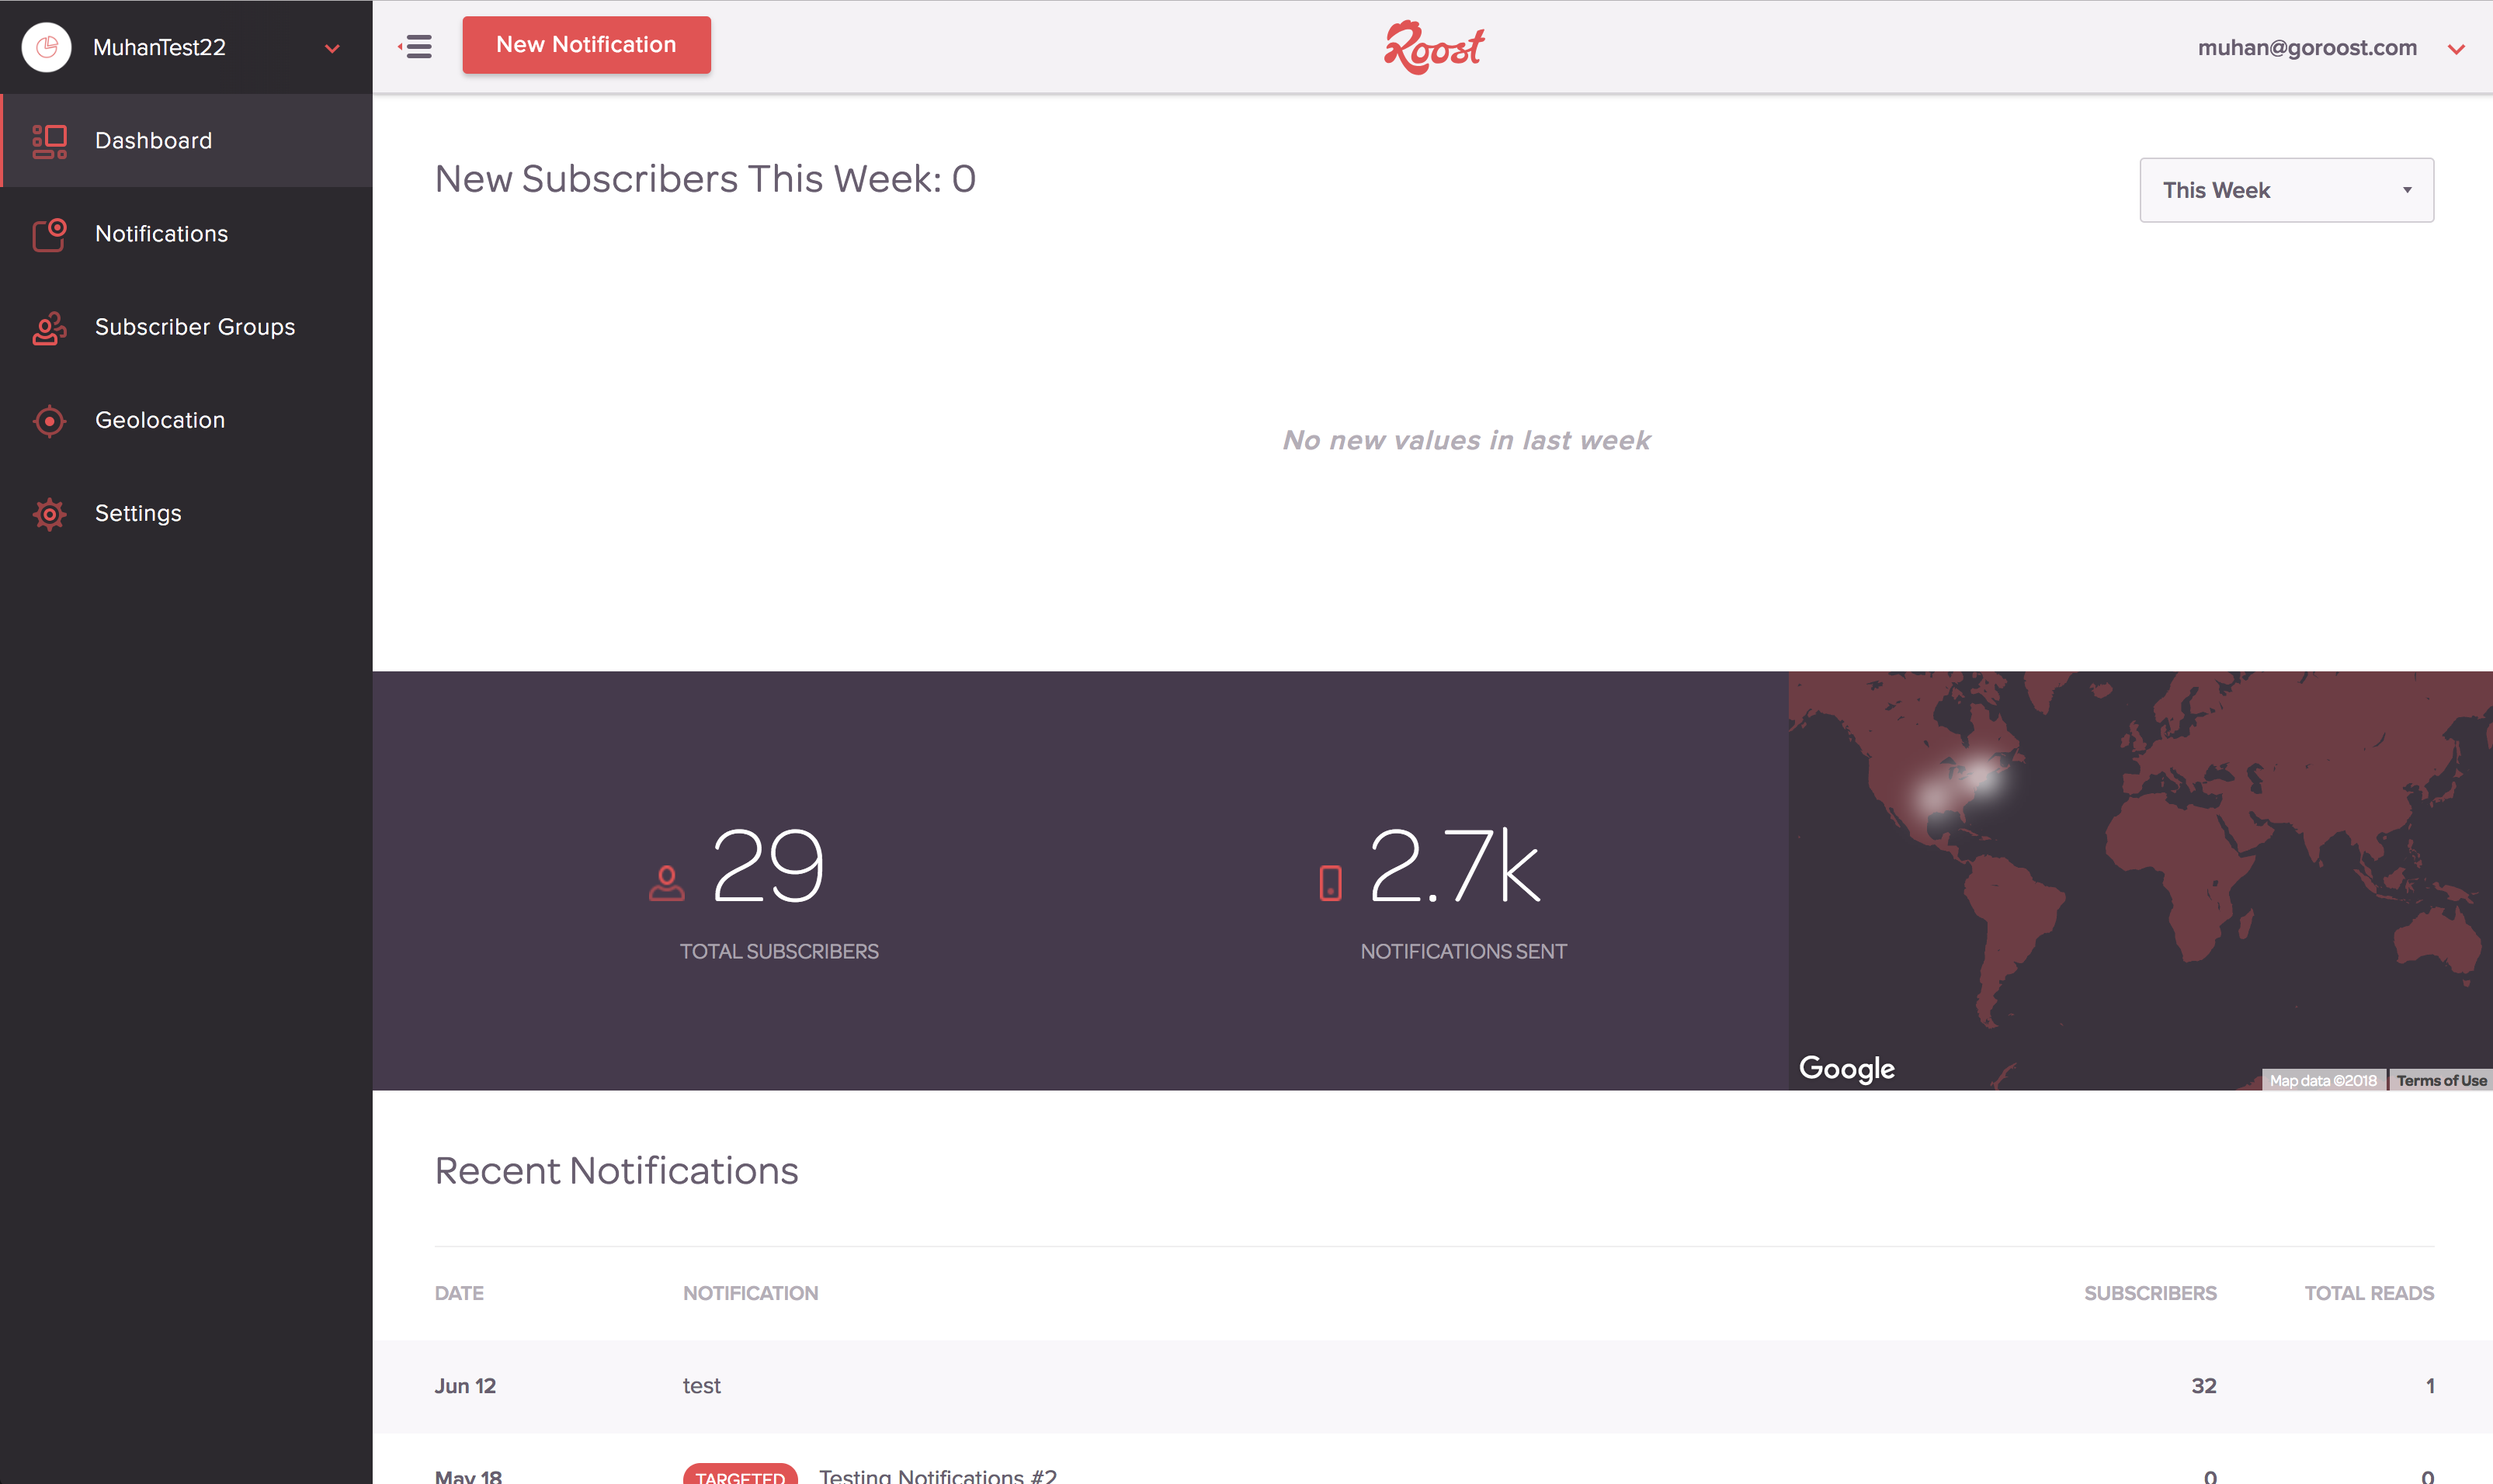 MuhanTest22
New Notification
Roost
muhan@goroost.com
Dashboard
Notifications
Subscriber Groups
Geolocation
Settings
New Subscribers This Week: 0
This Week
No new values in last week
29
TOTAL SUBSCRIBERS
2.7k
NOTIFICATIONS SENT
Google
Map data ©2018
Terms of Use
Recent Notifications
DATE NOTIFICATION SUBSCRIBERS TOTAL READS
Jun 12 test 32 1
May 18 TARGETED Testing Notifications #2 0 0